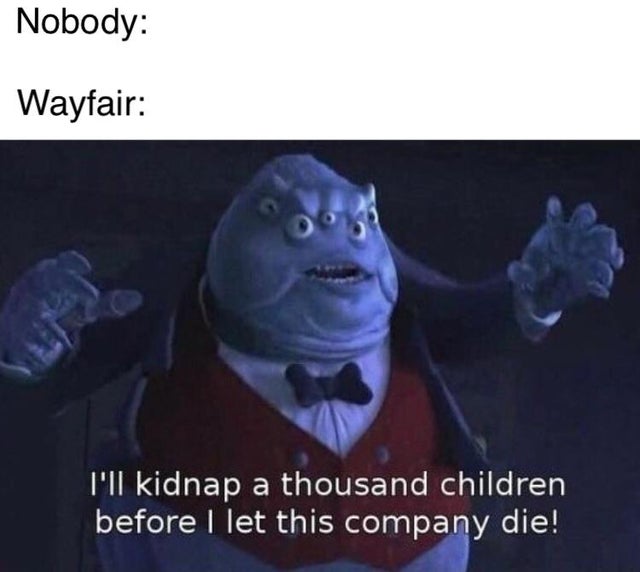 Nobody:
Wayfair:
I'll kidnap a thousand children
before I let this company die!